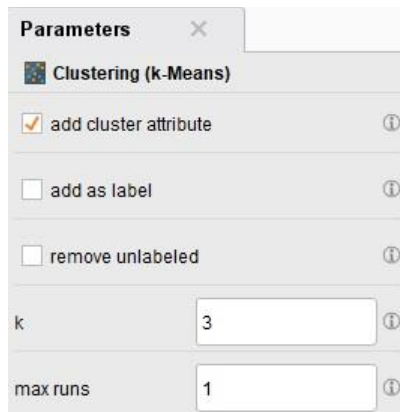 Parameters
Clustering (k-Means)
add cluster attribute
add as label
remove unlabeled
k 3
max runs 1